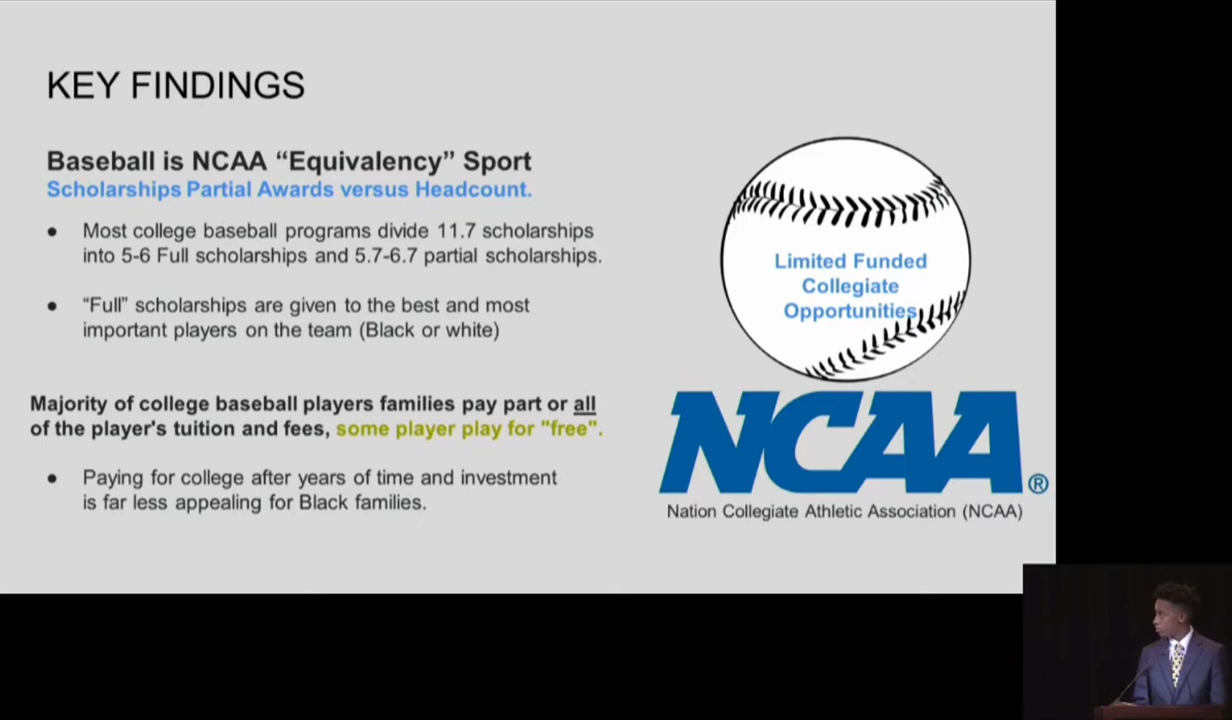 KEY FINDINGS
Baseball is NCAA “Equivalency” Sport
Scholarships Partial Awards versus Headcount.
● Most college baseball programs divide 11.7 scholarships
into 5-6 Full scholarships and 5.7-6.7 partial scholarships.
● “Full” scholarships are given to the best and most
important players on the team (Black or white)
Majority of college baseball players families pay part or all
of the player's tuition and fees, some player play for "free".
● Paying for college after years of time and investment
is far less appealing for Black families.
Limited Funded
Collegiate
Opportunities
NCAA®
Nation Collegiate Athletic Association (NCAA)